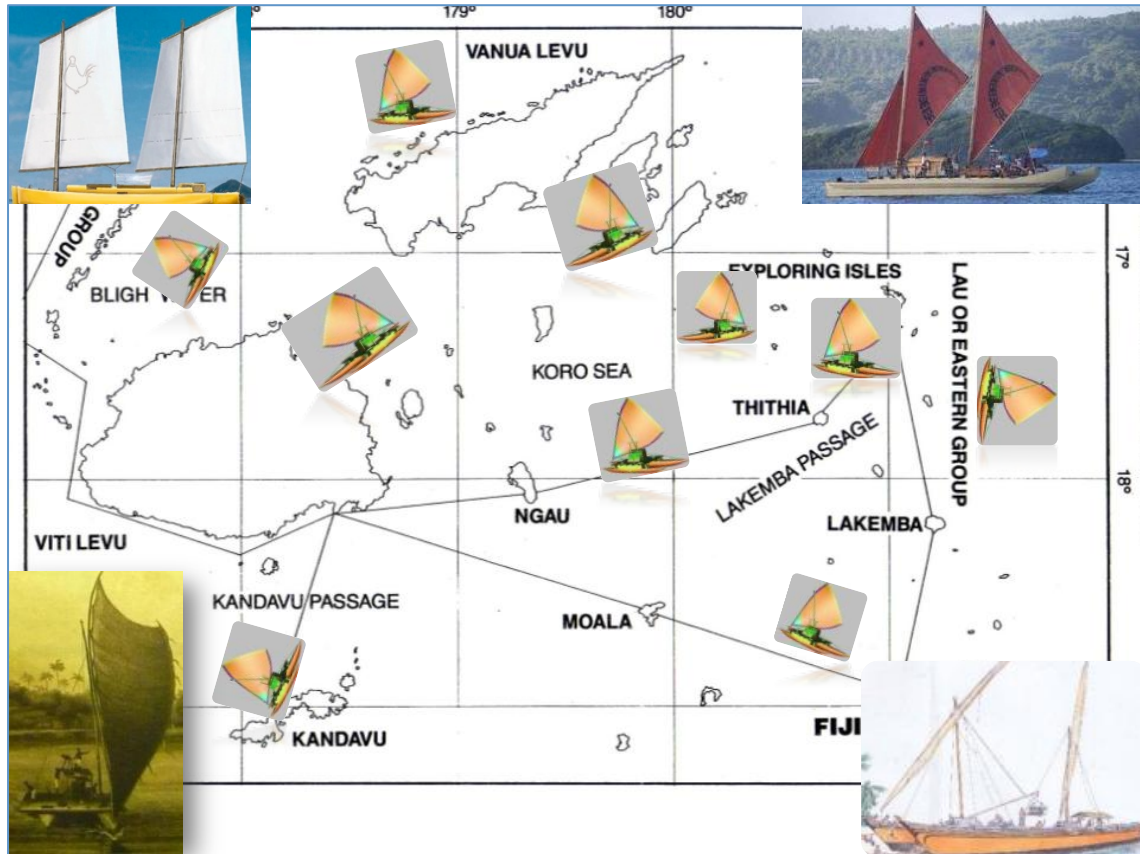 179°
180°
VANUA LEVU
GROUP
17°
EXPLORING ISLES
BLIGH W TER
LAU OR EASTERN GROUP
KORO SEA
THITHIA
LAKEMBA PASSAGE
18°
NGAU
LAKEMBA
VITI LEVU
KANDAVU PASSAGE
MOALA
FIJI
KANDAVU